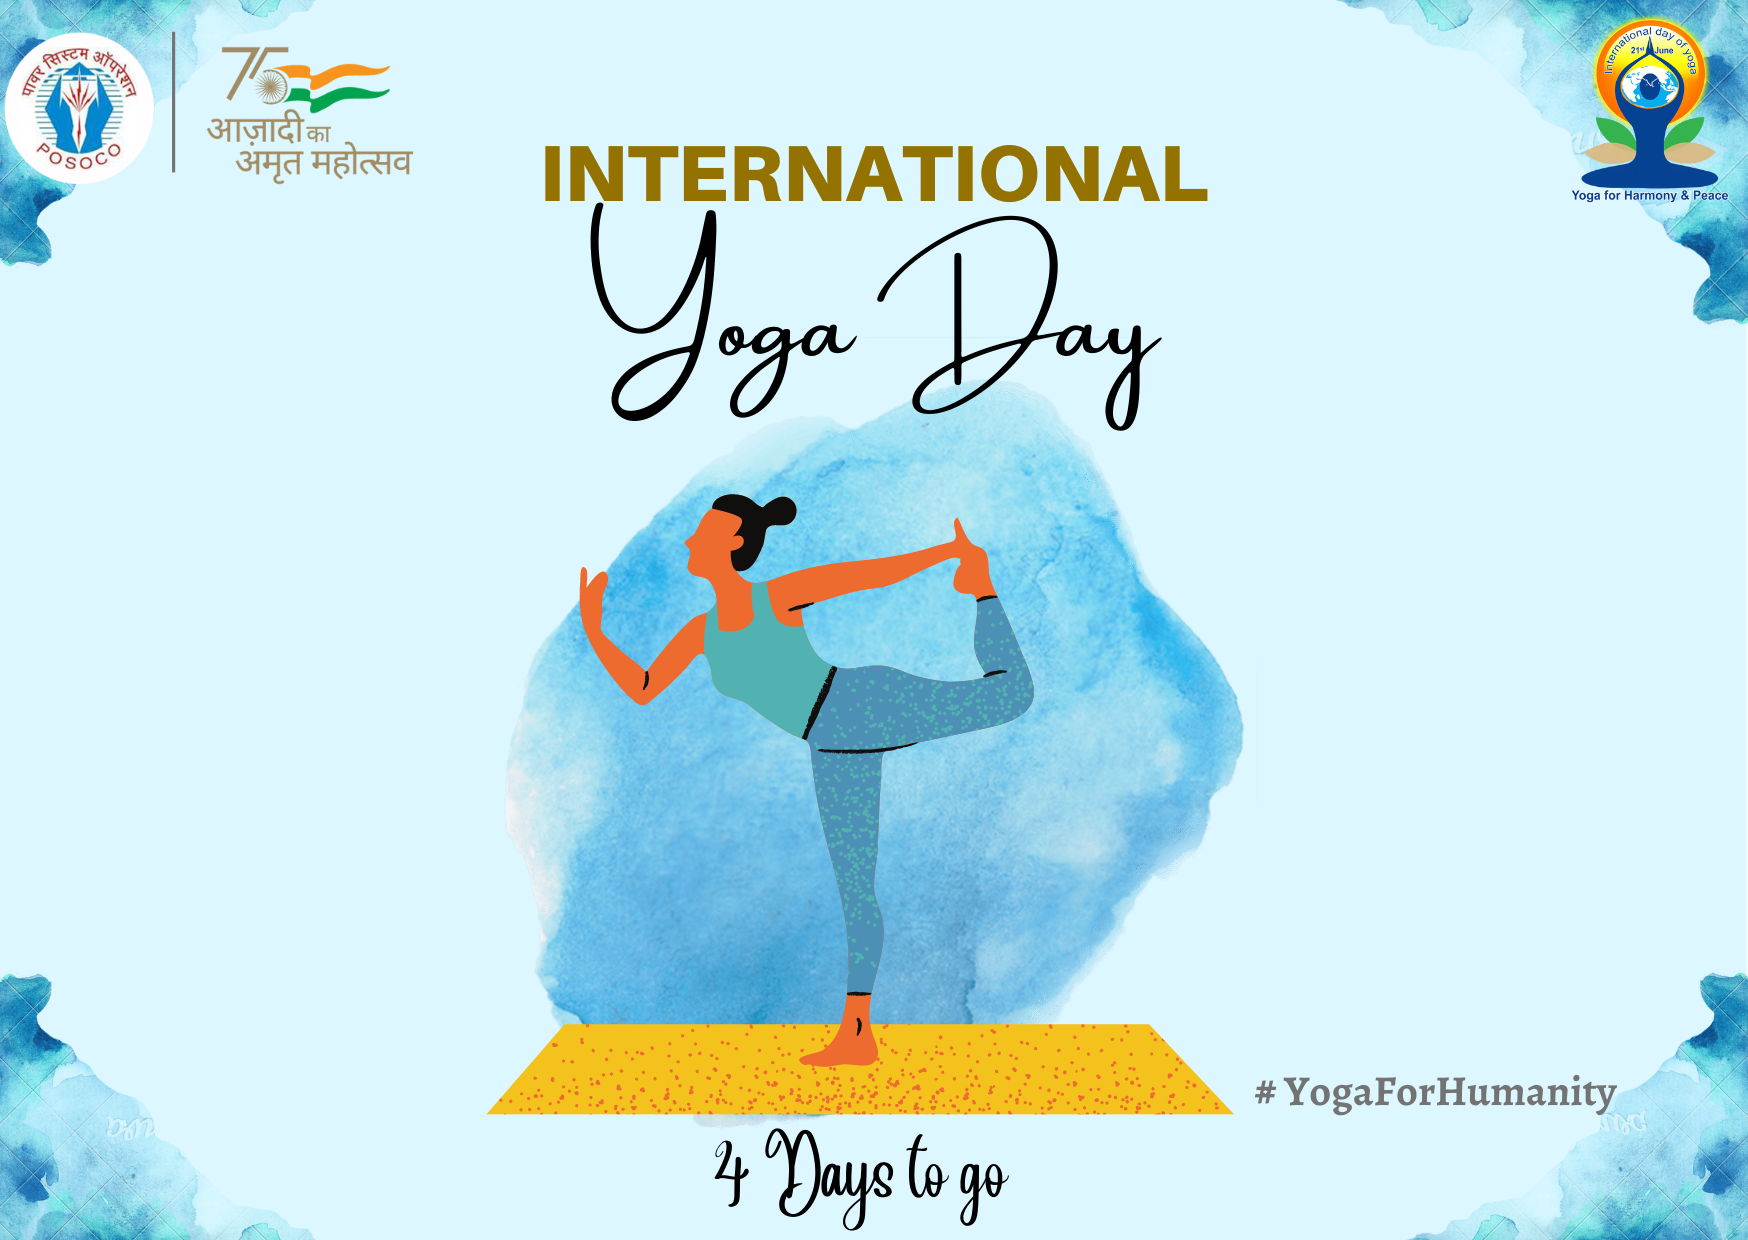 पावर सिस्टम ऑपरेशन
POSOCO
75
आज़ादी का
अमृत महोत्सव
International day of yoga
21st June
Yoga for Harmony & Peace
INTERNATIONAL
Yoga Day
# YogaForHumanity
4 Days to go